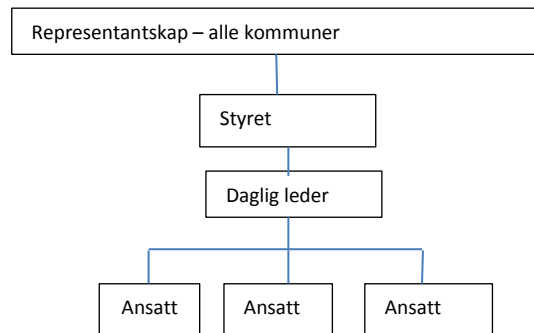 Representantskap – alle kommuner
Styret
Daglig leder
Ansatt Ansatt Ansatt